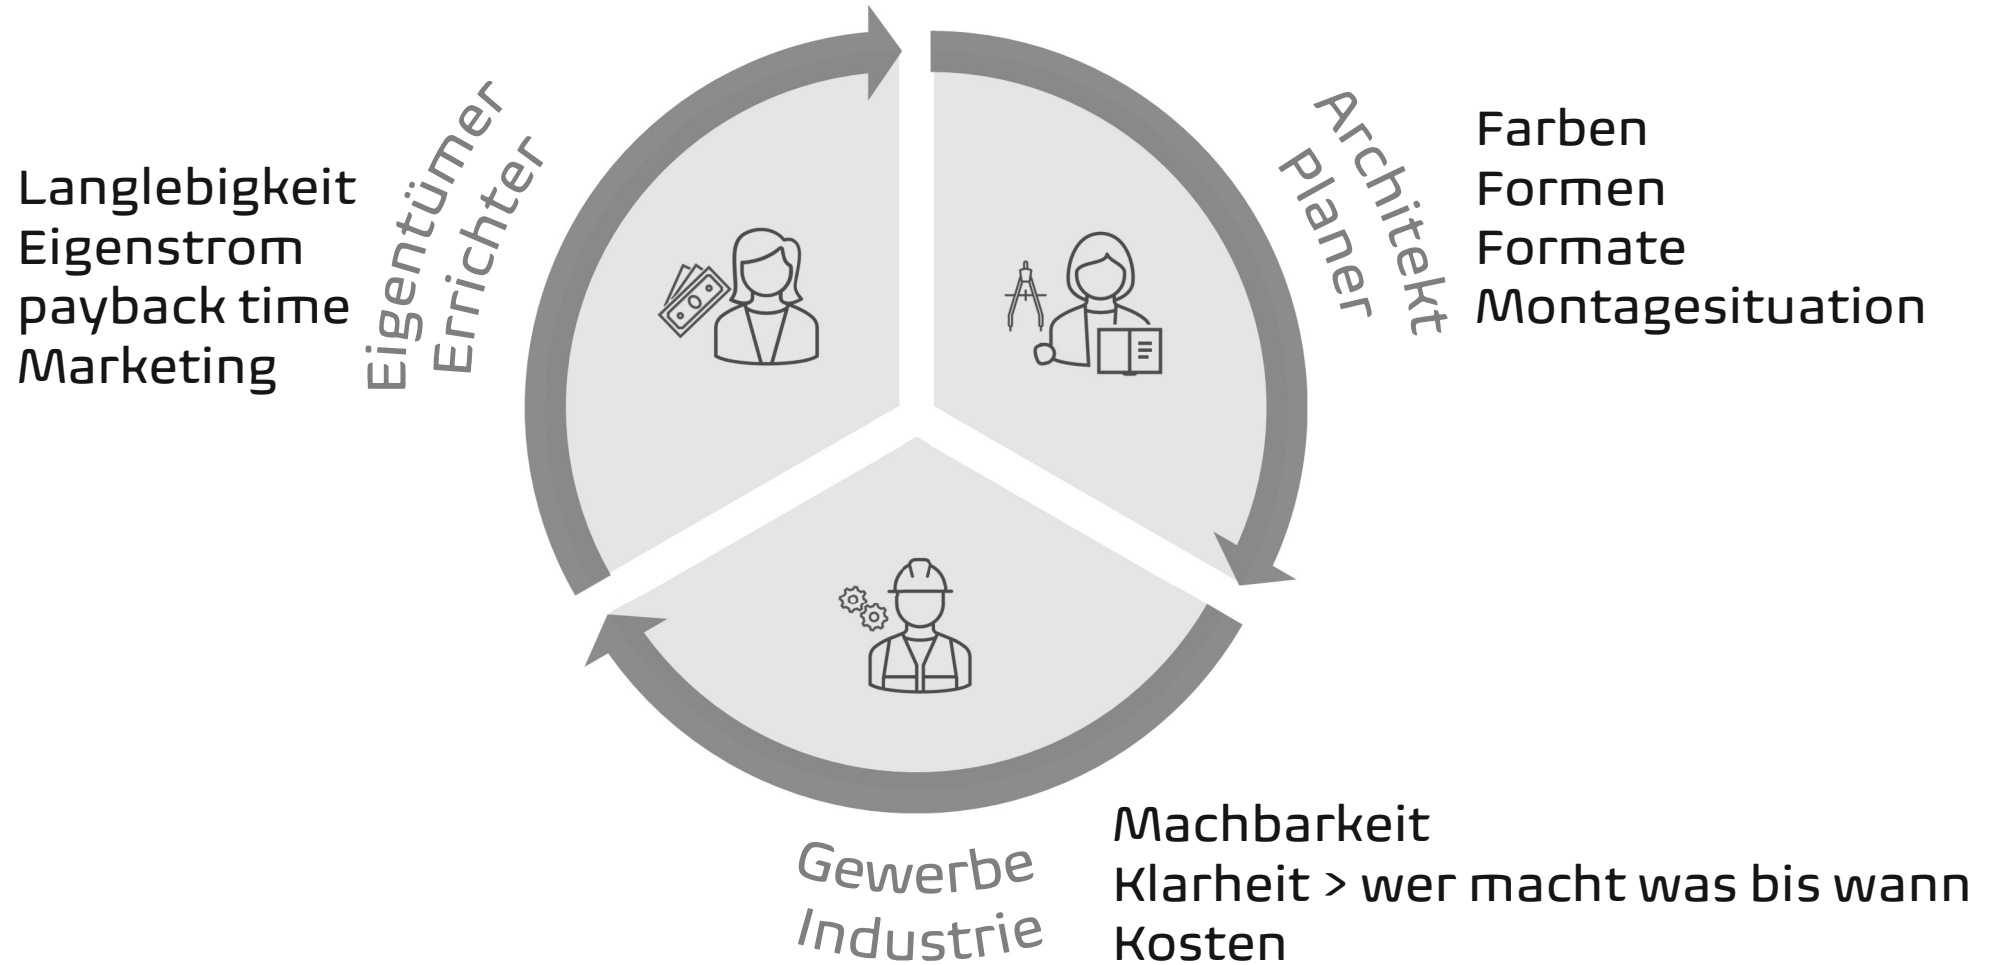 Eigentümer
Errichter
Langlebigkeit
Eigenstrom
payback time
Marketing
Architekt
Planer
Farben
Formen
Formate
Montagesituation
Gewerbe
Industrie
Machbarkeit
Klarheit > wer macht was bis wann
Kosten